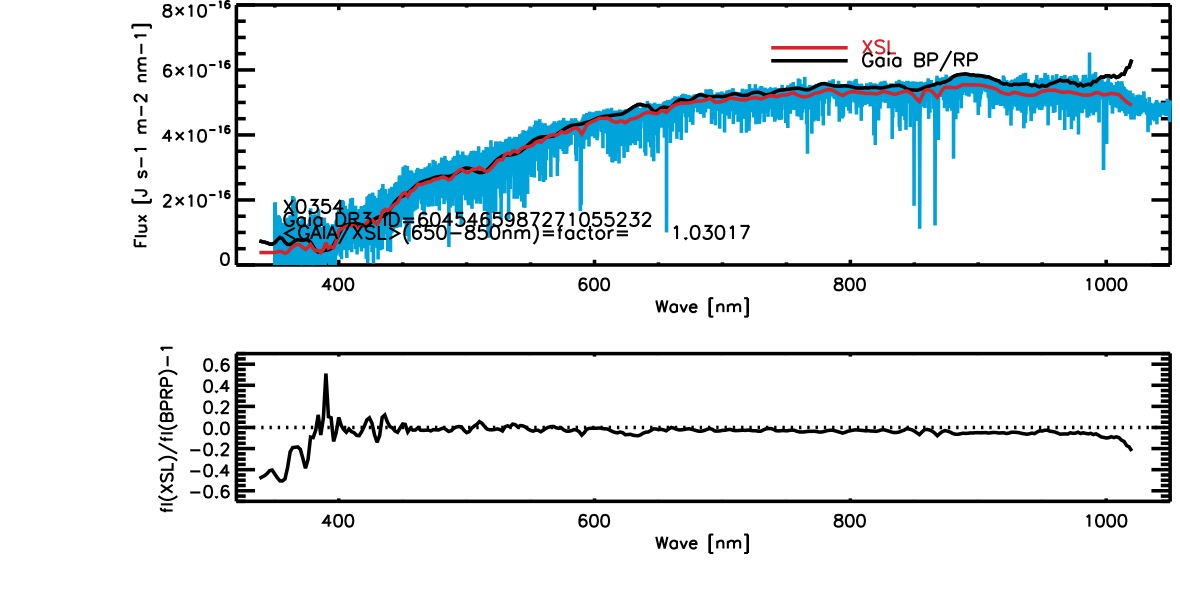 8×10⁻¹⁶
6×10⁻¹⁶
4×10⁻¹⁶
2×10⁻¹⁶
0
Flux [J s-1 m-2 nm-1]
XSL
Gaia BP/RP
X0354
Gaia DR3 ID=6045465987271055232
<GAIA/XSL>(650-850nm)=factor= 1.03017
400 600 800 1000
Wave [nm]
0.6
0.4
0.2
0.0
-0.2
-0.4
-0.6
fl(XSL)/fl(BPRP)-1
400 600 800 1000
Wave [nm]